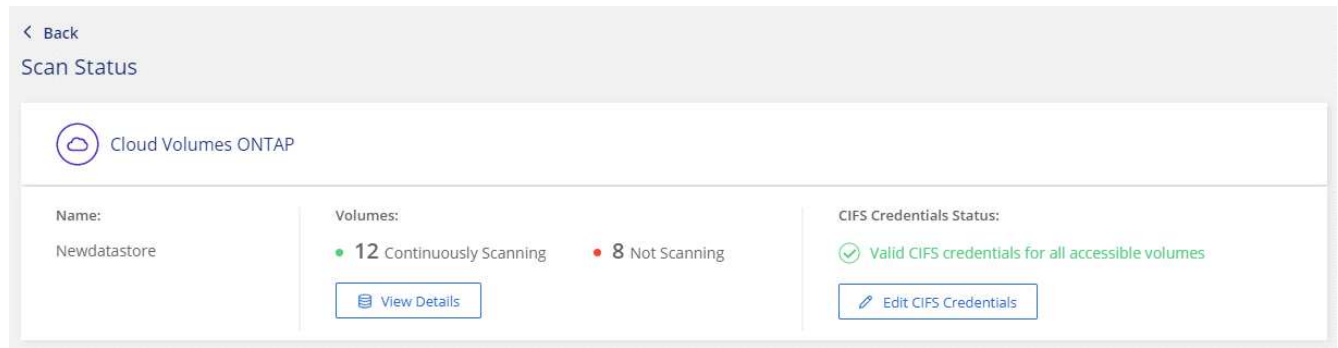 Back
Scan Status
Cloud Volumes ONTAP
Name:
Newdatastore
Volumes:
12 Continuously Scanning
8 Not Scanning
View Details
CIFS Credentials Status:
Valid CIFS credentials for all accessible volumes
Edit CIFS Credentials